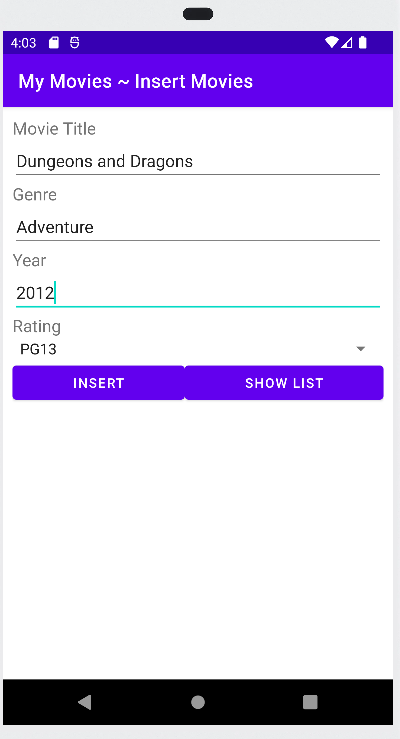 4:03
My Movies ~ Insert Movies
Movie Title
Dungeons and Dragons
Genre
Adventure
Year
2012
Rating
PG13
INSERT SHOW LIST